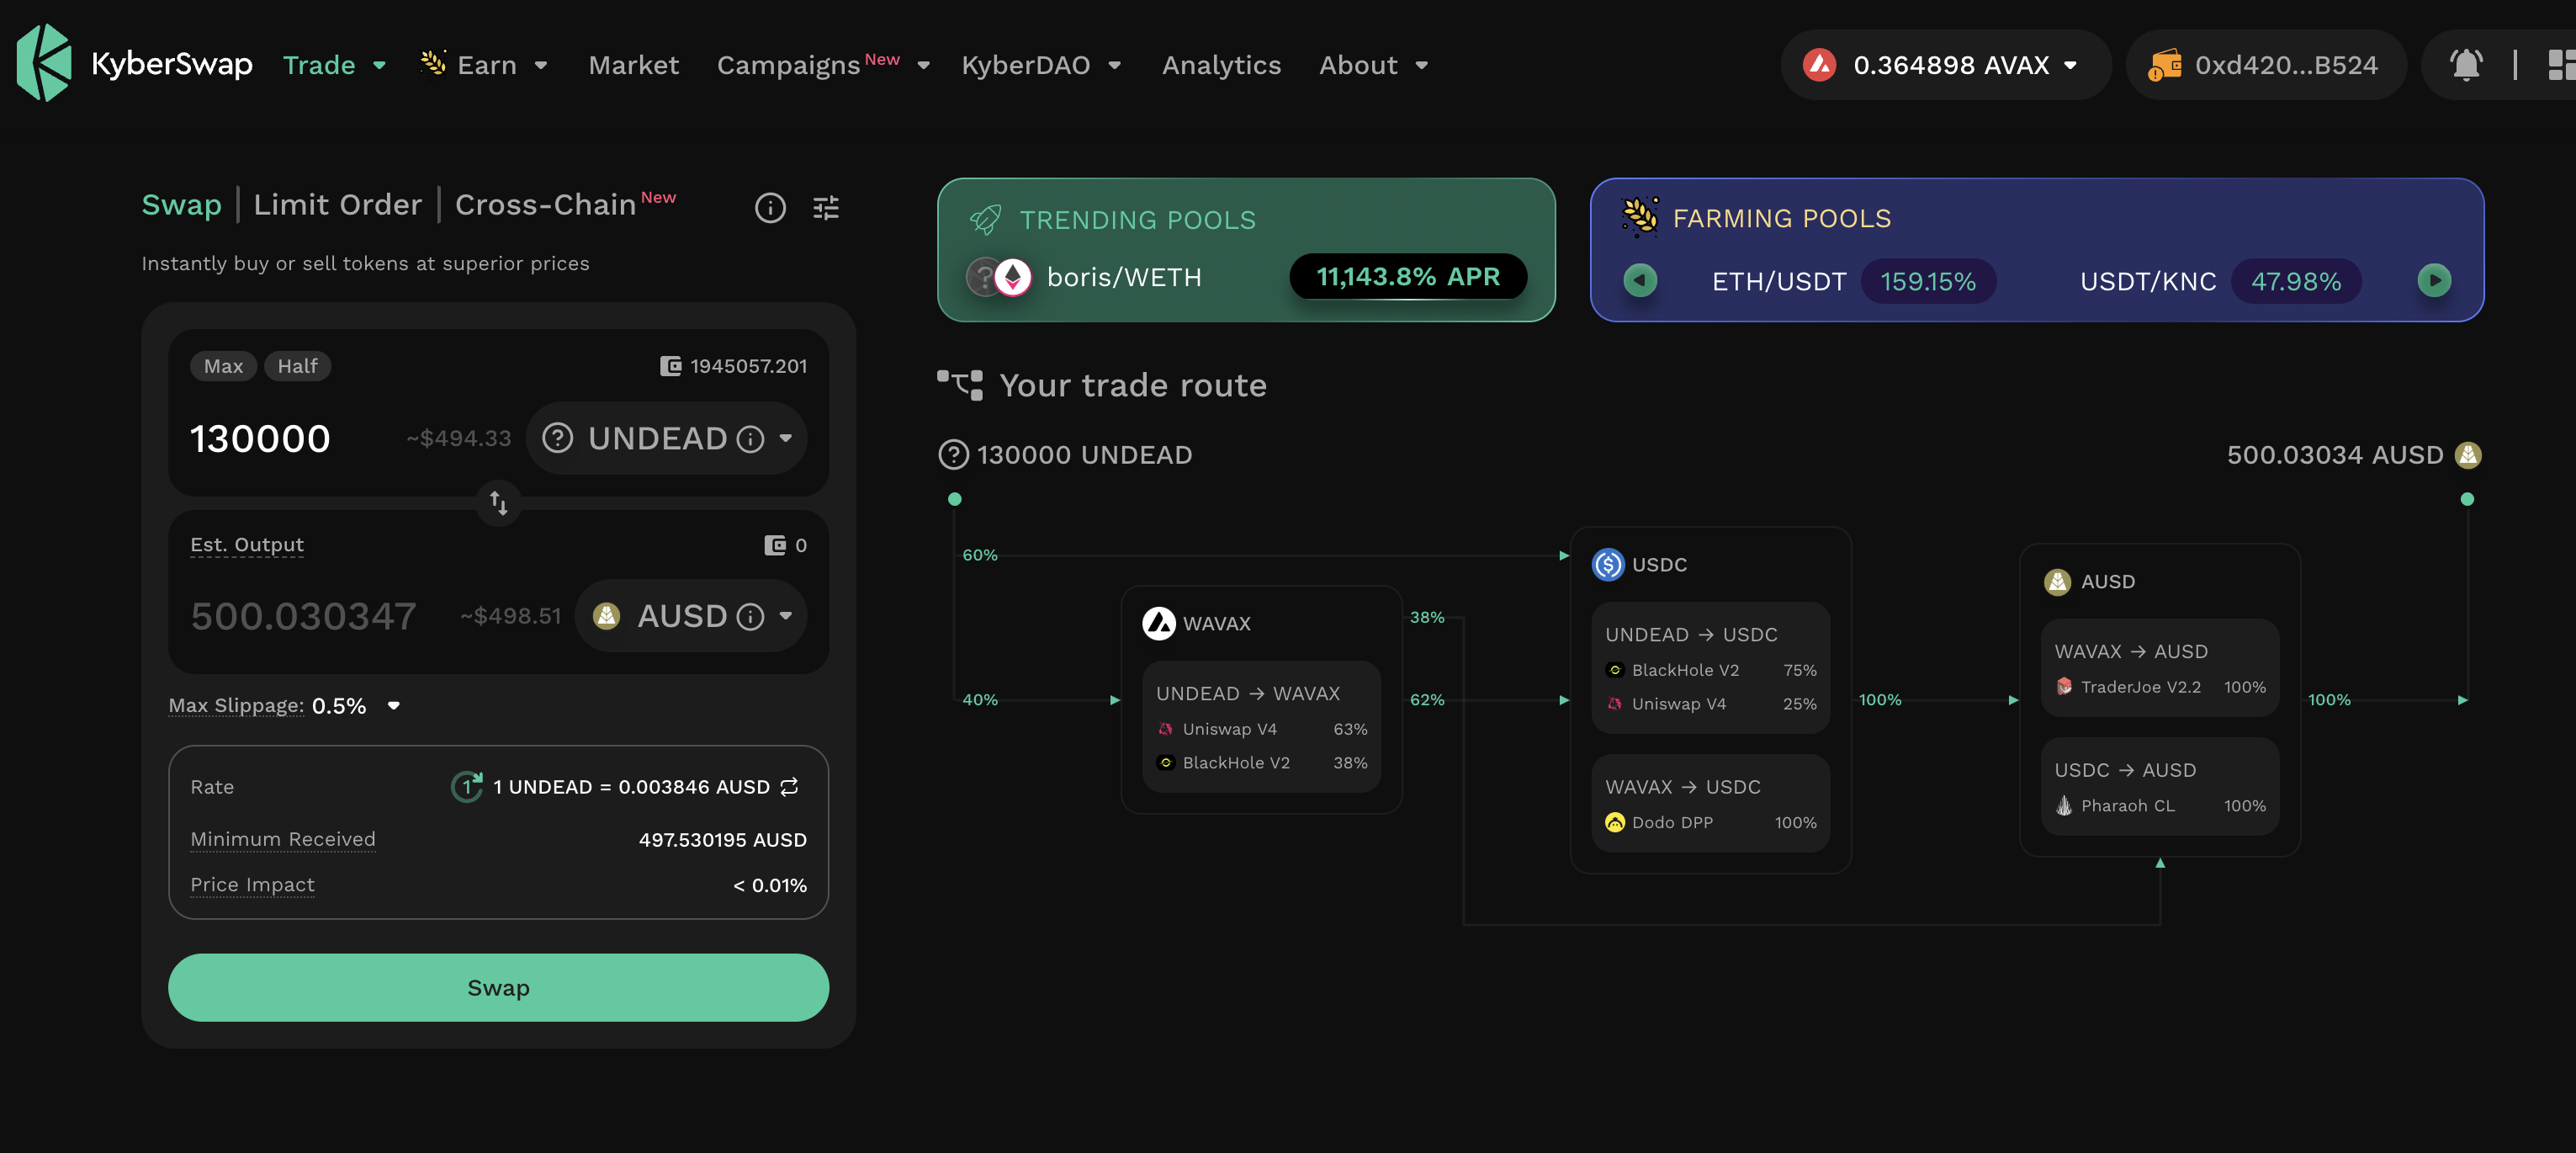 KyberSwap Trade Earn Market Campaigns New KyberDAO Analytics About 0.364898 AVAX 0xd420...B524
Swap | Limit Order | Cross-Chain New
Instantly buy or sell tokens at superior prices
Max Half 1945057.201
130000 ~$494.33 UNDEAD
Est. Output 0
500.030347 ~$498.51 AUSD
Max Slippage: 0.5%
Rate 1 1 UNDEAD = 0.003846 AUSD
Minimum Received 497.530195 AUSD
Price Impact < 0.01%
Swap
TRENDING POOLS
boris/WETH 11,143.8% APR
FARMING POOLS
ETH/USDT 159.15% USDT/KNC 47.98%
Your trade route
130000 UNDEAD 500.03034 AUSD
60%
40%
WAVAX
UNDEAD → WAVAX
Uniswap V4 63%
BlackHole V2 38%
38%
62%
USDC
UNDEAD → USDC
BlackHole V2 75%
Uniswap V4 25%
WAVAX → USDC
Dodo DPP 100%
100%
AUSD
WAVAX → AUSD
TraderJoe V2.2 100%
USDC → AUSD
Pharaoh CL 100%
100%